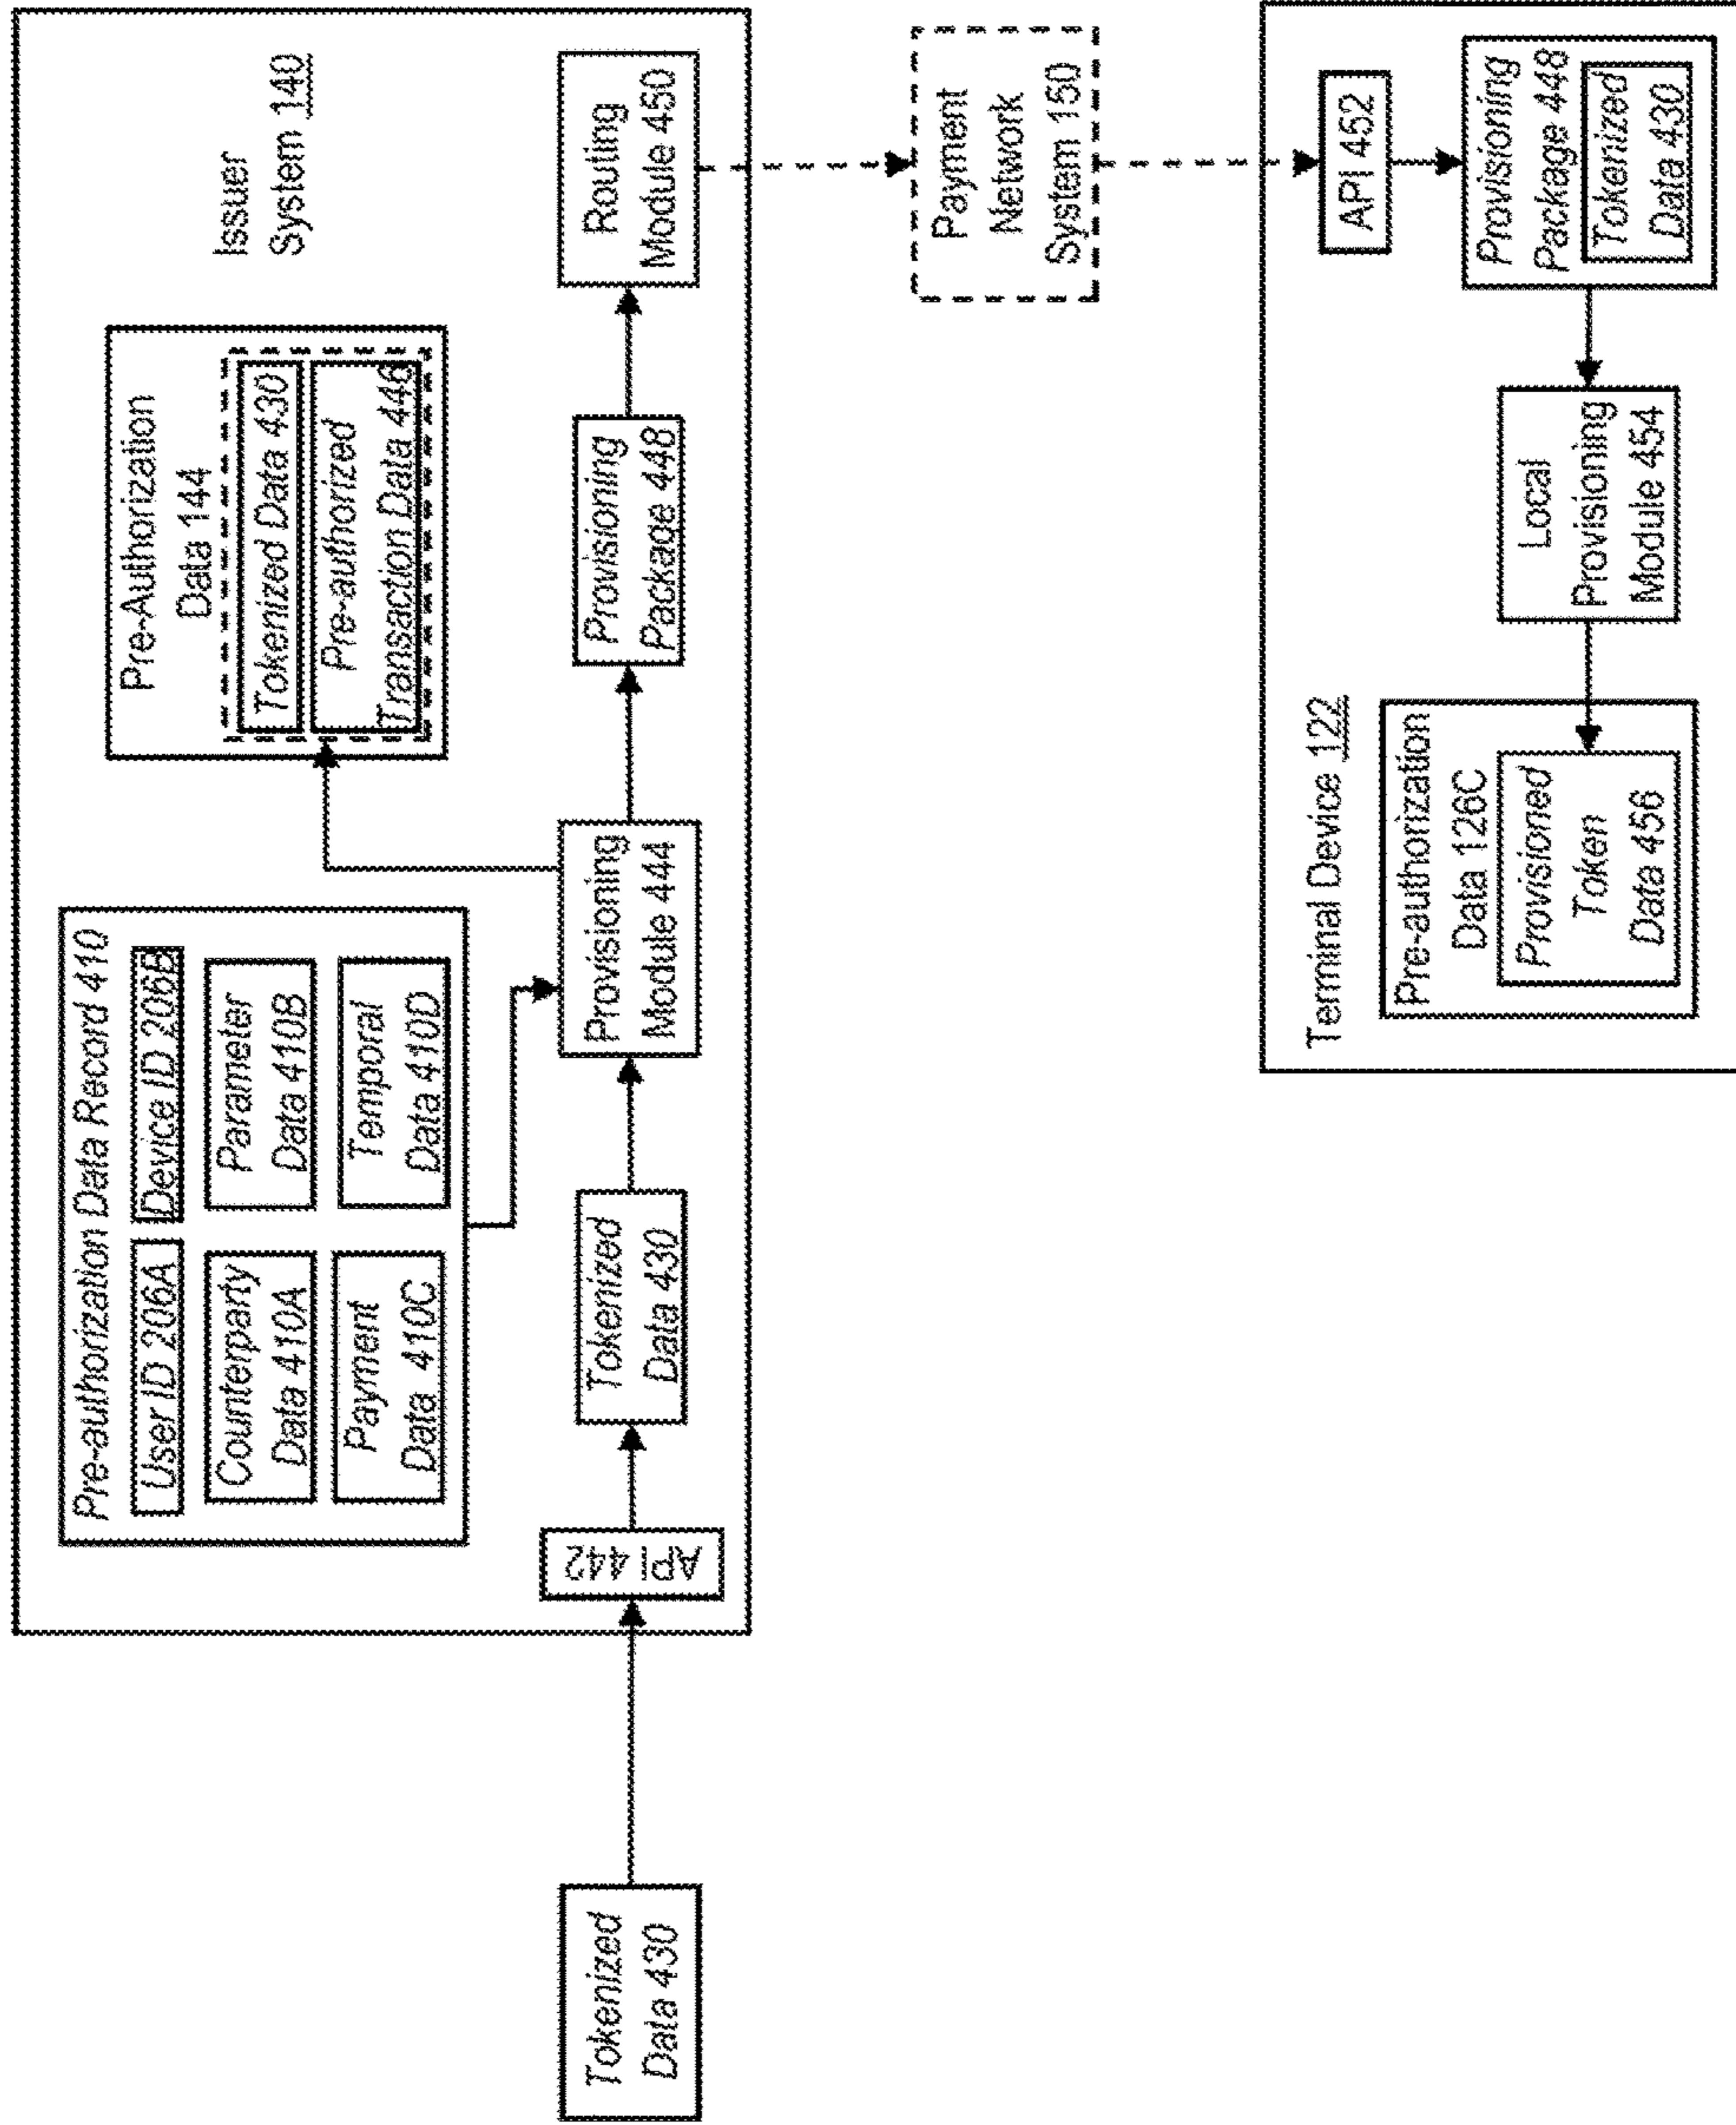 Pre-authorization Data Record 410
User ID 206A
Device ID 206B
Counterparty
Data 410A
Parameter
Data 410B
Payment
Data 410C
Temporal
Data 410D
Pre-Authorization
Data 144
Tokenized Data 430
Pre-authorized
Transaction Data 446
Issuer
System 140
Tokenized
Data 430
API 442
Tokenized
Data 430
Provisioning
Module 444
Provisioning
Package 448
Routing
Module 450
Payment
Network
System 150
Terminal Device 122
API 452
Pre-authorization
Data 126C
Provisioned
Token
Data 456
Local
Provisioning
Module 454
Provisioning
Package 448
Tokenized
Data 430